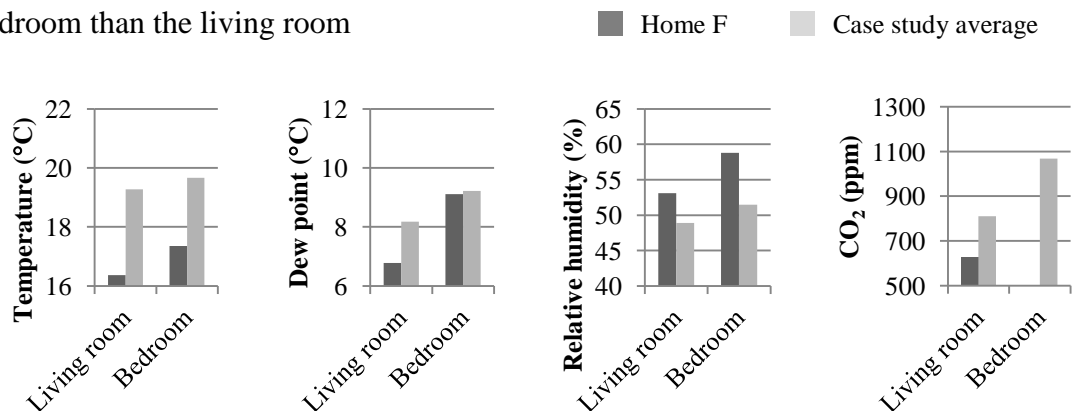 droom than the living room
Home F
Case study average
Temperature (°C)
22
20
18
16
Living room
Bedroom
Dew point (°C)
12
10
8
6
Living room
Bedroom
Relative humidity (%)
65
60
55
50
45
40
Living room
Bedroom
CO₂ (ppm)
1300
1100
900
700
500
Living room
Bedroom